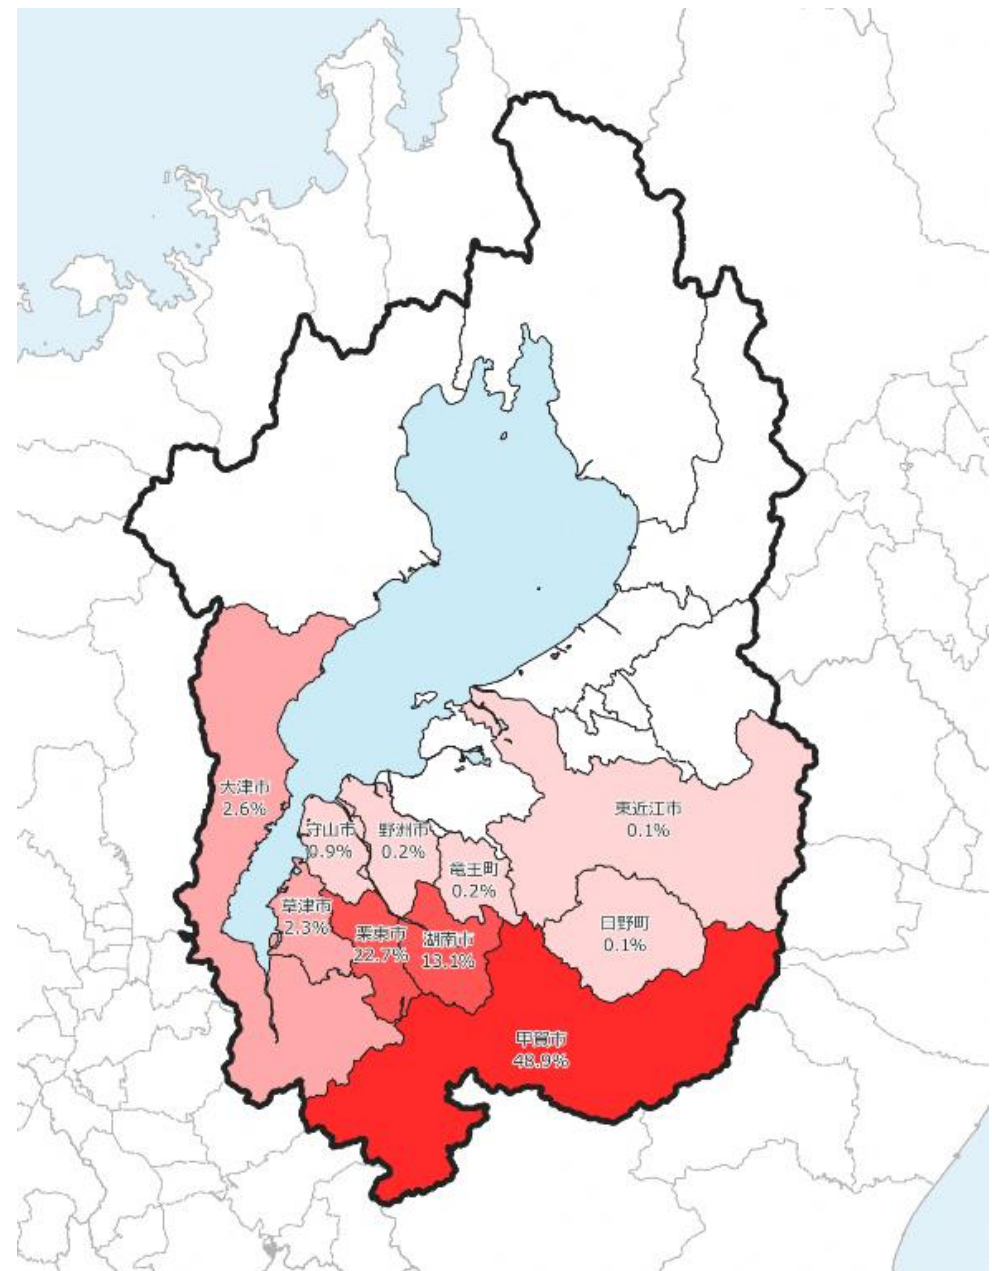 大津市
2.6%
東近江市
0.1%
守山市
0.9%
野洲市
0.2%
竜王町
0.2%
草津市
2.3%
日野町
0.1%
栗東市
22.7%
湖南市
13.1%
甲賀市
48.9%